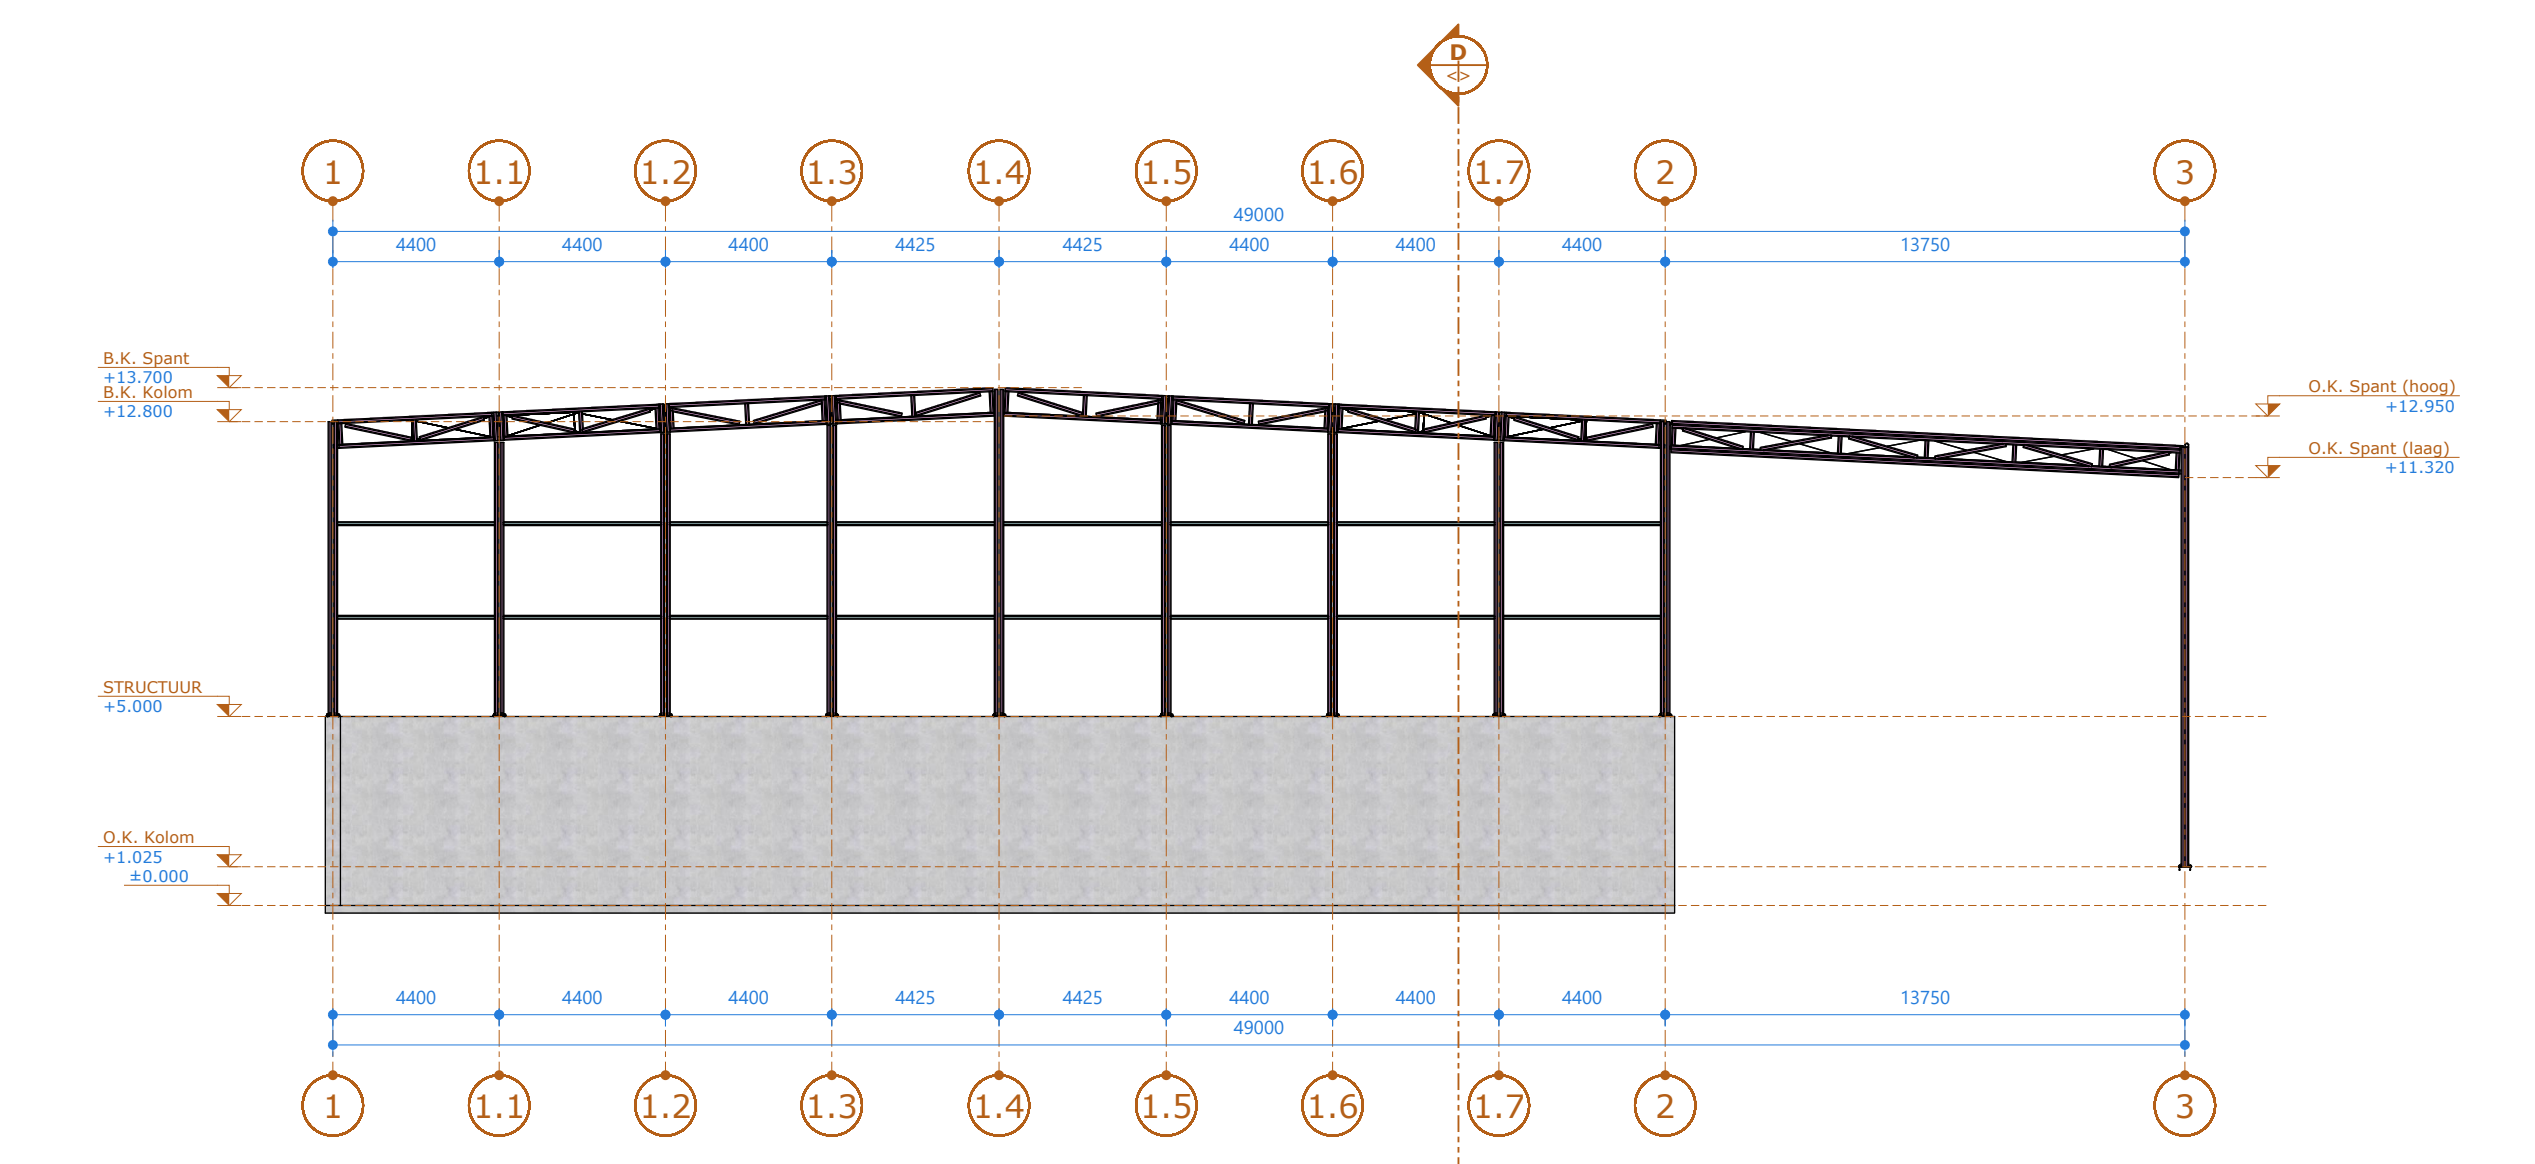 D
<>
1 1.1 1.2 1.3 1.4 1.5 1.6 1.7 2 3
49000
4400 4400 4400 4425 4425 4400 4400 4400 13750
B.K. Spant
+13.700
B.K. Kolom
+12.800
O.K. Spant (hoog)
+12.950
O.K. Spant (laag)
+11.320
STRUCTUUR
+5.000
O.K. Kolom
+1.025
±0.000
4400 4400 4400 4425 4425 4400 4400 4400 13750
49000
1 1.1 1.2 1.3 1.4 1.5 1.6 1.7 2 3